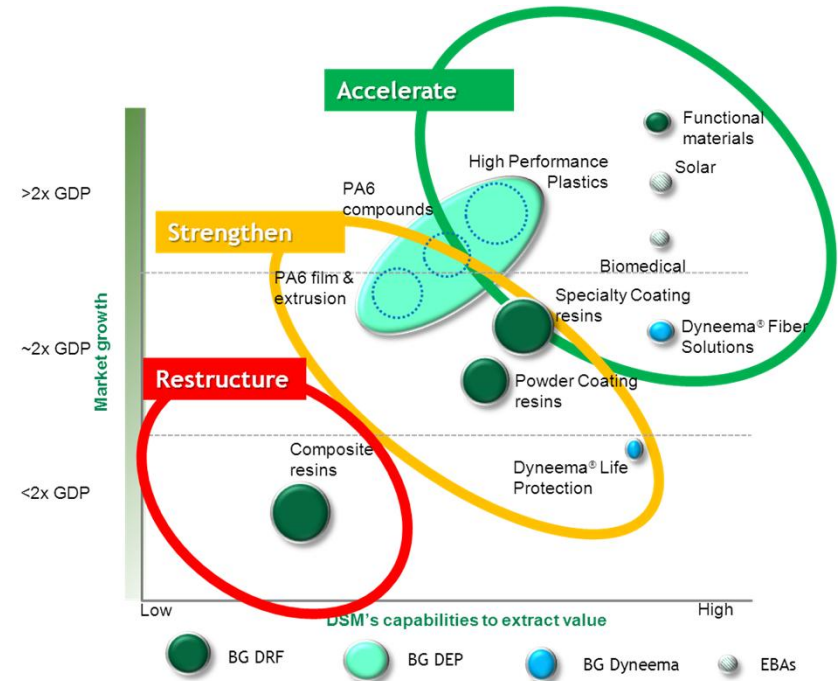 Accelerate
Functional
materials
High Performance
Plastics
Solar
PA6
compounds
>2x GDP
Strengthen
Biomedical
PA6 film &
extrusion
Specialty Coating
resins
Dyneema® Fiber
Solutions
~2x GDP
Market growth
Restructure
Powder Coating
resins
Composite
resins
Dyneema® Life
Protection
<2x GDP
Low
DSM's capabilities to extract value
High
BG DRF
BG DEP
BG Dyneema
EBAs